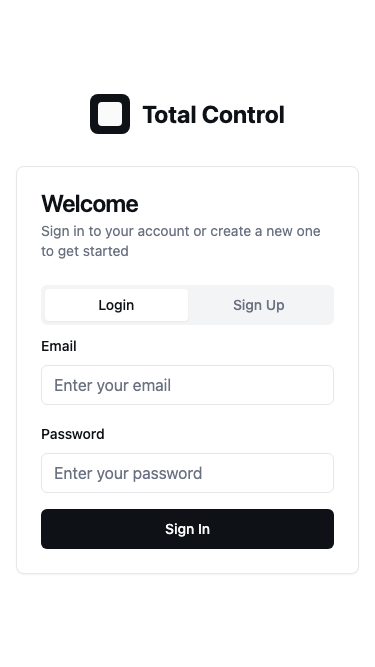 Total Control
Welcome
Sign in to your account or create a new one
to get started
Login
Sign Up
Email
Enter your email
Password
Enter your password
Sign In